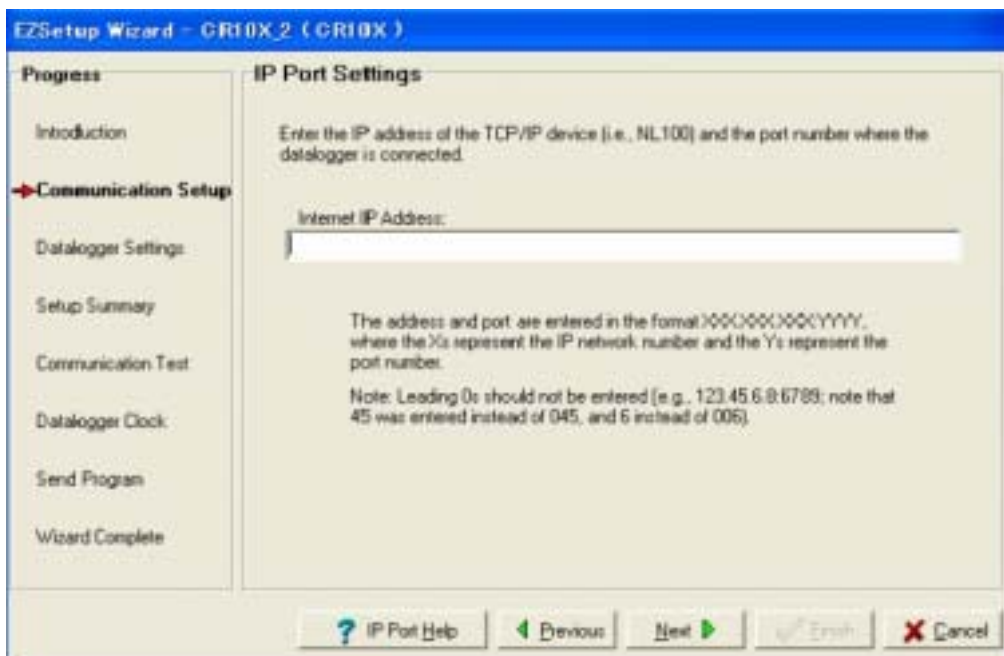 EZSetup Wizard - CR10X_2 ( CR10X )
Progress
Introduction
Communication Setup
Datalogger Settings
Setup Summary
Communication Test
Datalogger Clock
Send Program
Wizard Complete
IP Port Settings
Enter the IP address of the TCP/IP device (i.e., NL100) and the port number where the
datalogger is connected.
Internet IP Address:
The address and port are entered in the format
where the Xs represent the IP network number and the Ys represent the
port number.
Note: Leading 0s should not be entered (e.g., 123.45.6.8:6789; note that
45 was entered instead of 045, and 6 instead of 006).
IP Port Help
Previous
Next
Finish
Cancel